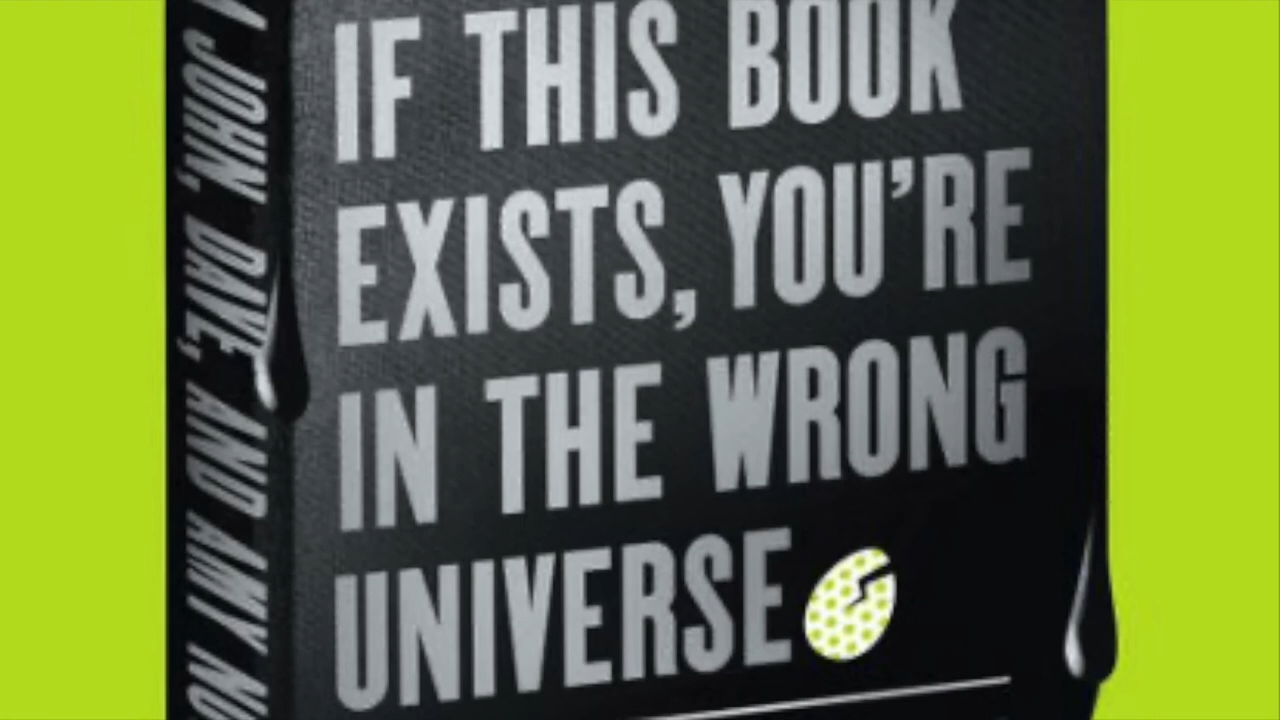 IF THIS BOOK
EXISTS, YOU'RE
IN THE WRONG
UNIVERSE
JOHN, DAVE, AND AMY